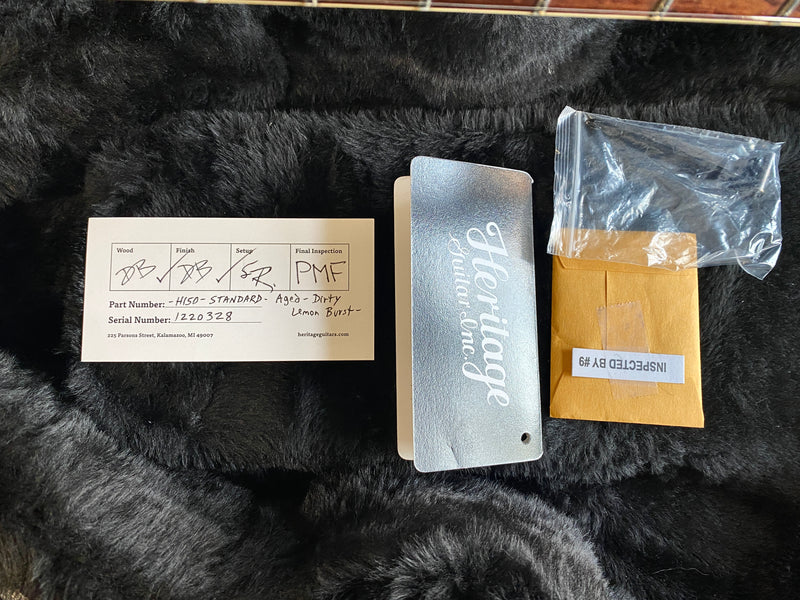 Wood Finish Setup Final Inspection
DB DB SR. PMF
Part Number: -H150-STANDARD- Aged-Dirty
Lemon Burst-
Serial Number: 1220328
225 Parsons Street, Kalamazoo, MI 49007 heritageguitars.com
Heritage
Guitar Inc.
INSPECTED BY #9